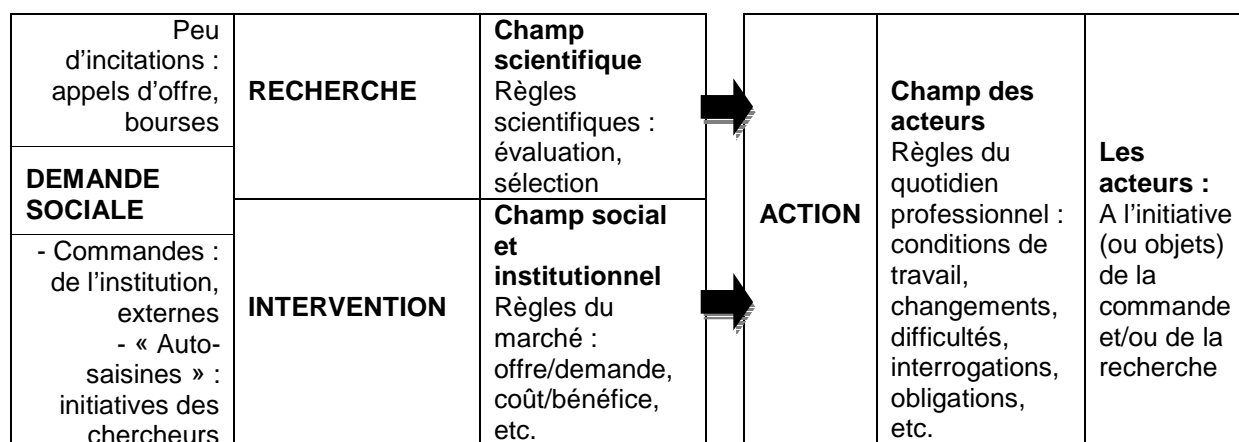 Peu
d'incitations :
appels d'offre,
bourses
DEMANDE
SOCIALE
- Commandes :
de l'institution,
externes
- « Auto-
saisines » :
initiatives des
chercheurs
RECHERCHE
INTERVENTION
Champ
scientifique
Règles
scientifiques :
évaluation,
sélection
Champ social
et
institutionnel
Règles du
marché :
offre/demande,
coût/bénéfice,
etc.
ACTION
Champ des
acteurs
Règles du
quotidien
professionnel :
conditions de
travail,
changements,
difficultés,
interrogations,
obligations,
etc.
Les
acteurs :
A l'initiative
(ou objets)
de la
commande
et/ou de la
recherche